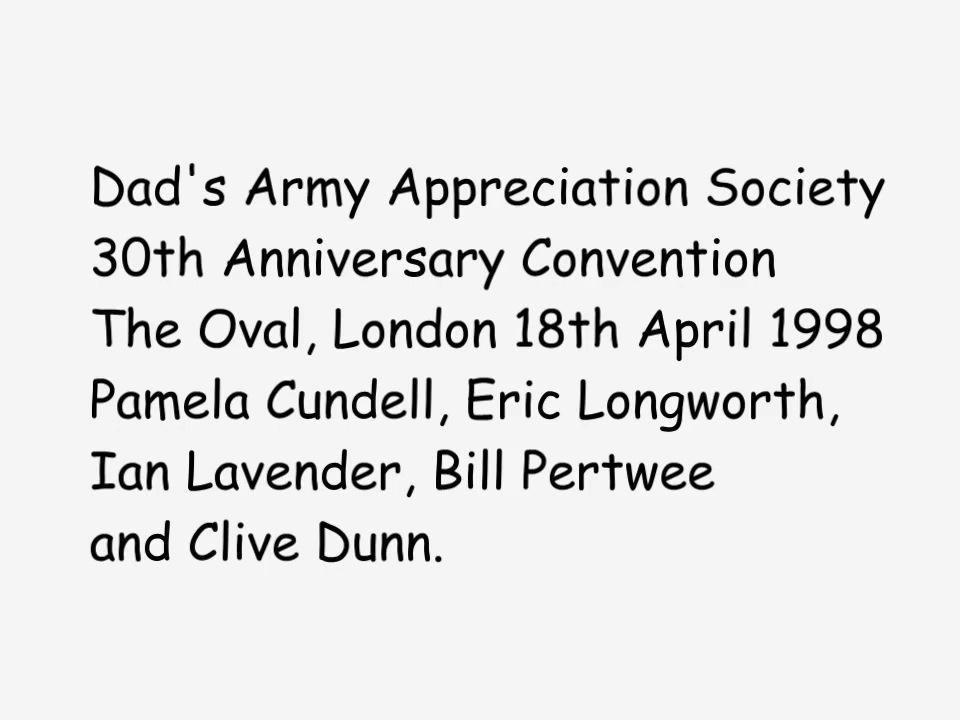 Dad's Army Appreciation Society
30th Anniversary Convention
The Oval, London 18th April 1998
Pamela Cundell, Eric Longworth,
Ian Lavender, Bill Pertwee
and Clive Dunn.